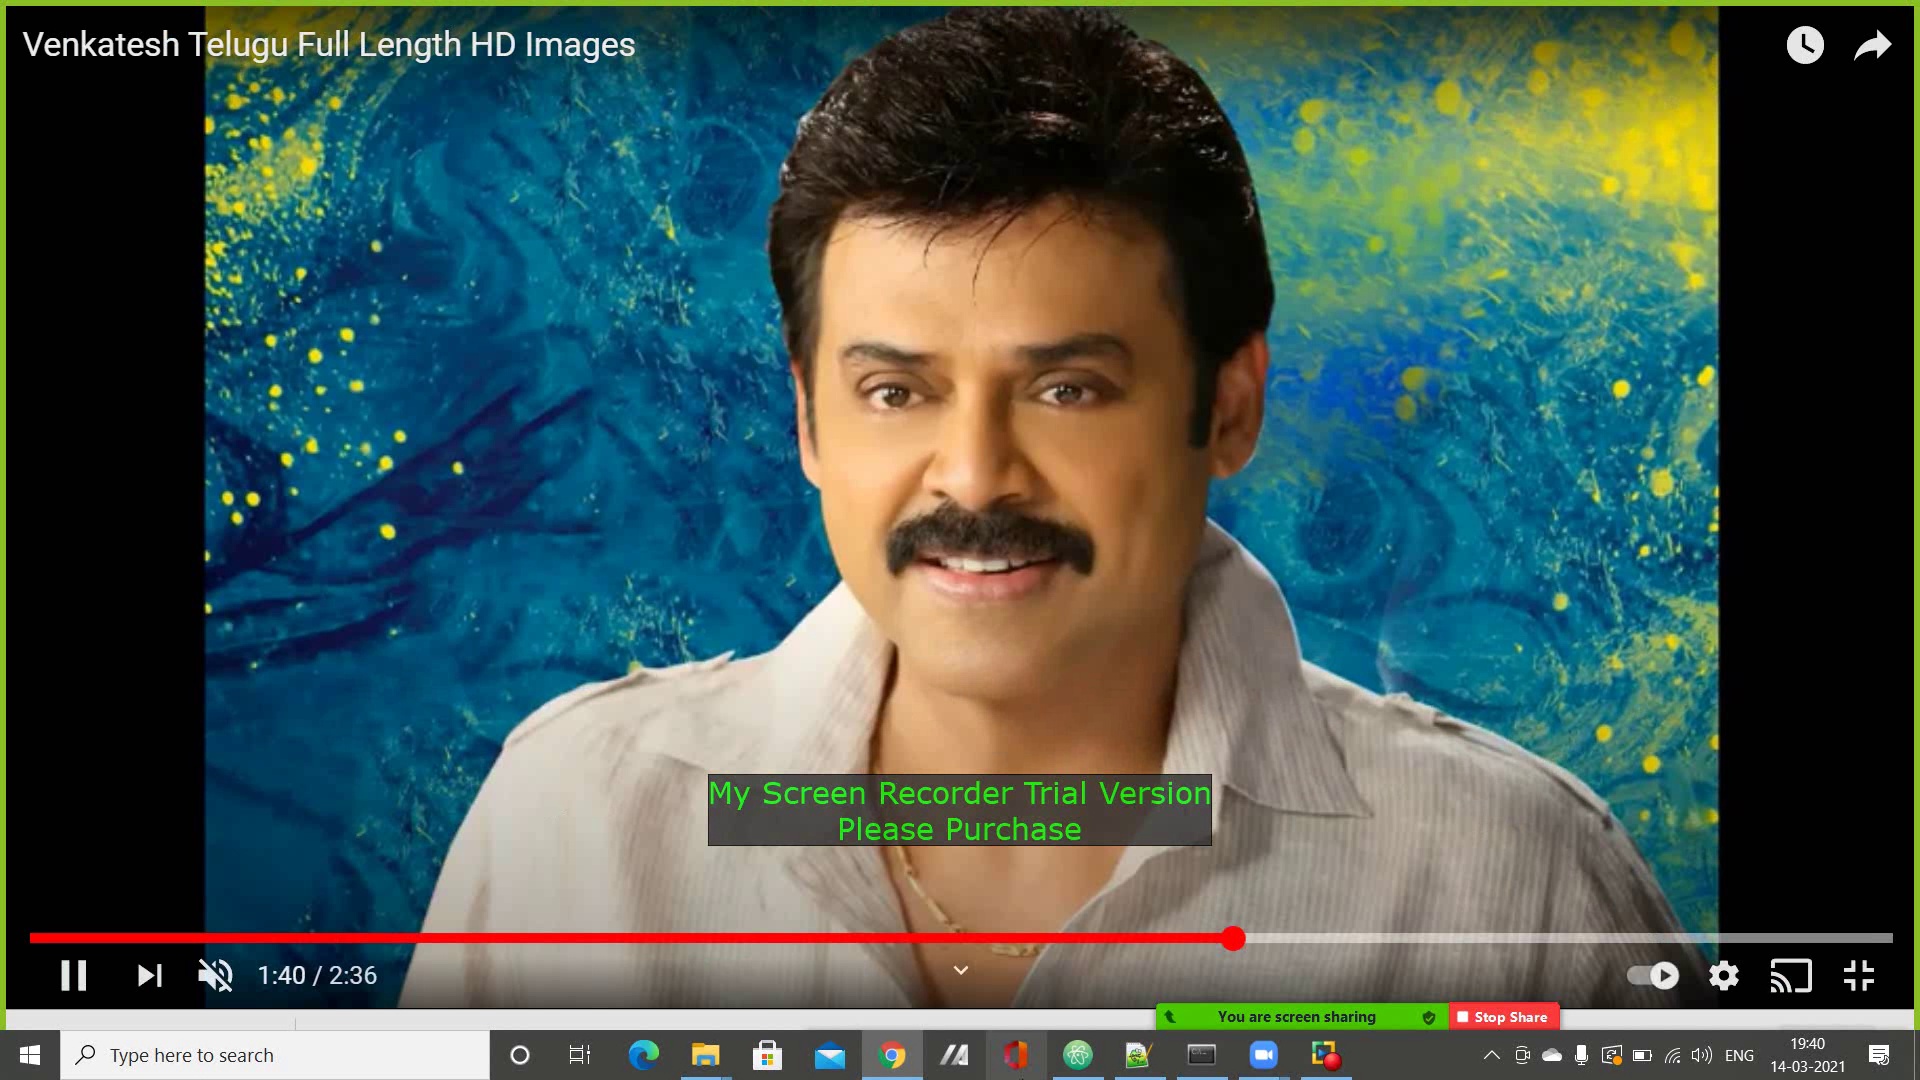 Venkatesh Telugu Full Length HD Images
My Screen Recorder Trial Version
Please Purchase
1:40 / 2:36
You are screen sharing
Stop Share
Type here to search
ENG
19:40
14-03-2021